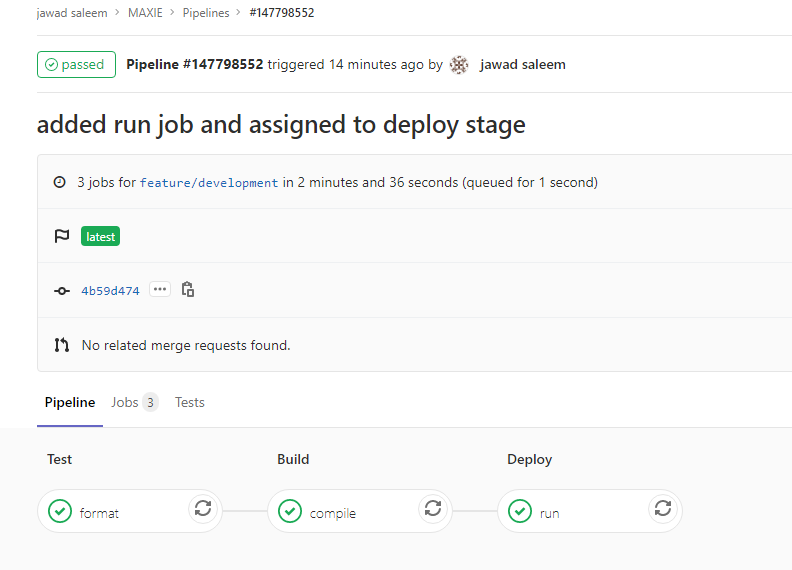 jawad saleem > MAXIE > Pipelines > #147798552
passed Pipeline #147798552 triggered 14 minutes ago by jawad saleem
added run job and assigned to deploy stage
3 jobs for feature/development in 2 minutes and 36 seconds (queued for 1 second)
latest
4b59d474
No related merge requests found.
Pipeline Jobs 3 Tests
Test Build Deploy
format compile run